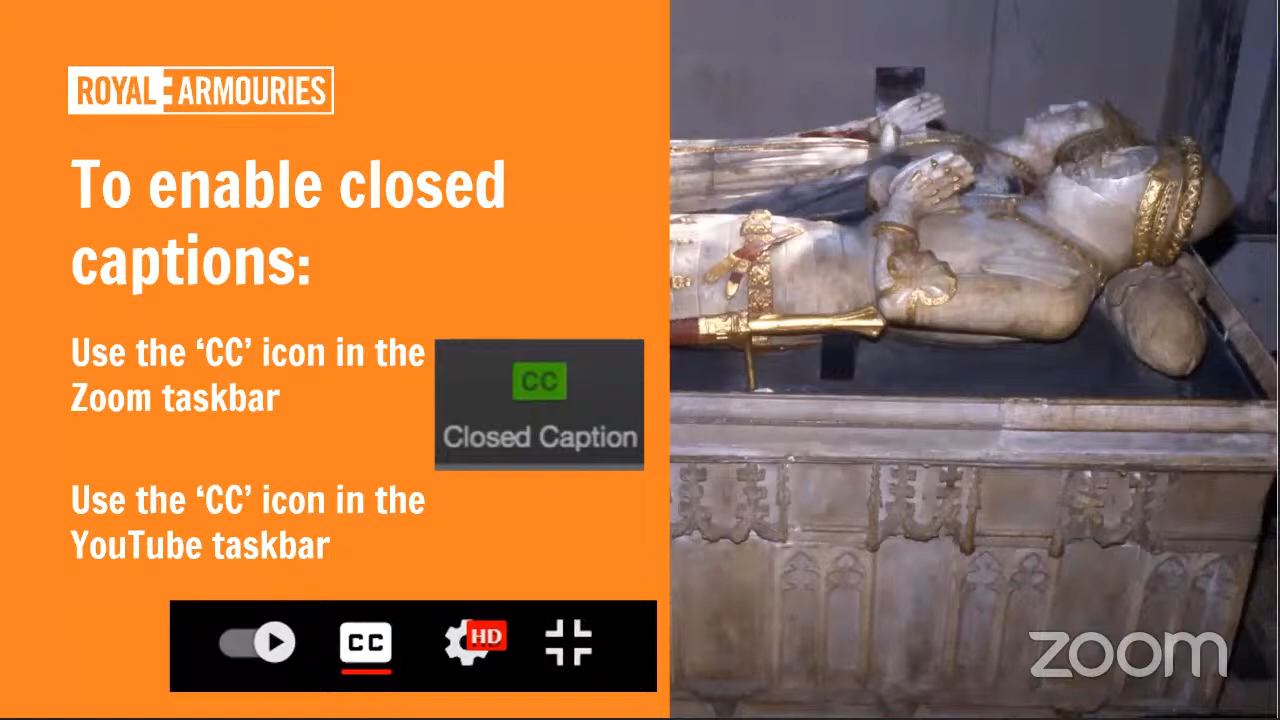 ROYAL ARMOURIES
To enable closed
captions:
Use the ‘CC’ icon in the
Zoom taskbar
CC
Closed Caption
Use the ‘CC’ icon in the
YouTube taskbar
CC
HD
zoom